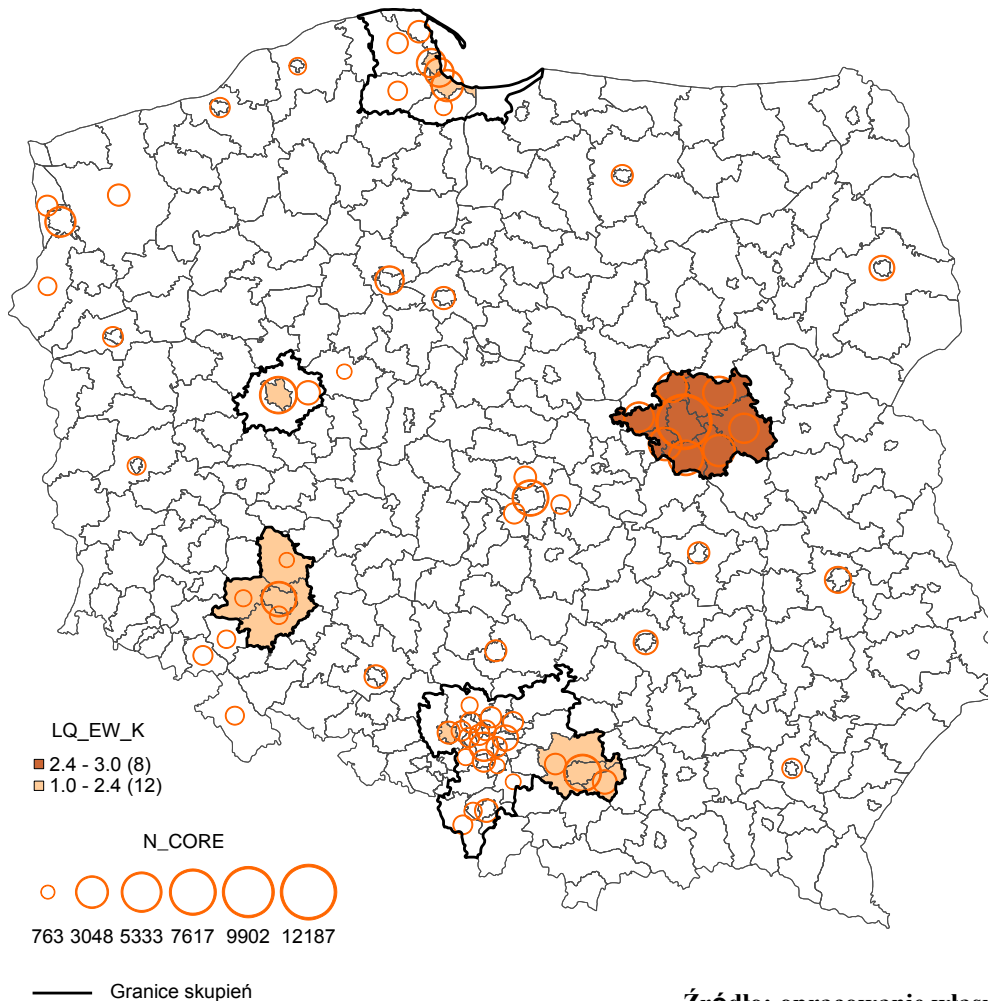 LQ_EW_K
2.4 - 3.0 (8)
1.0 - 2.4 (12)
N_CORE
763 3048 5333 7617 9902 12187
Granice skupień
Źródło: opracowanie